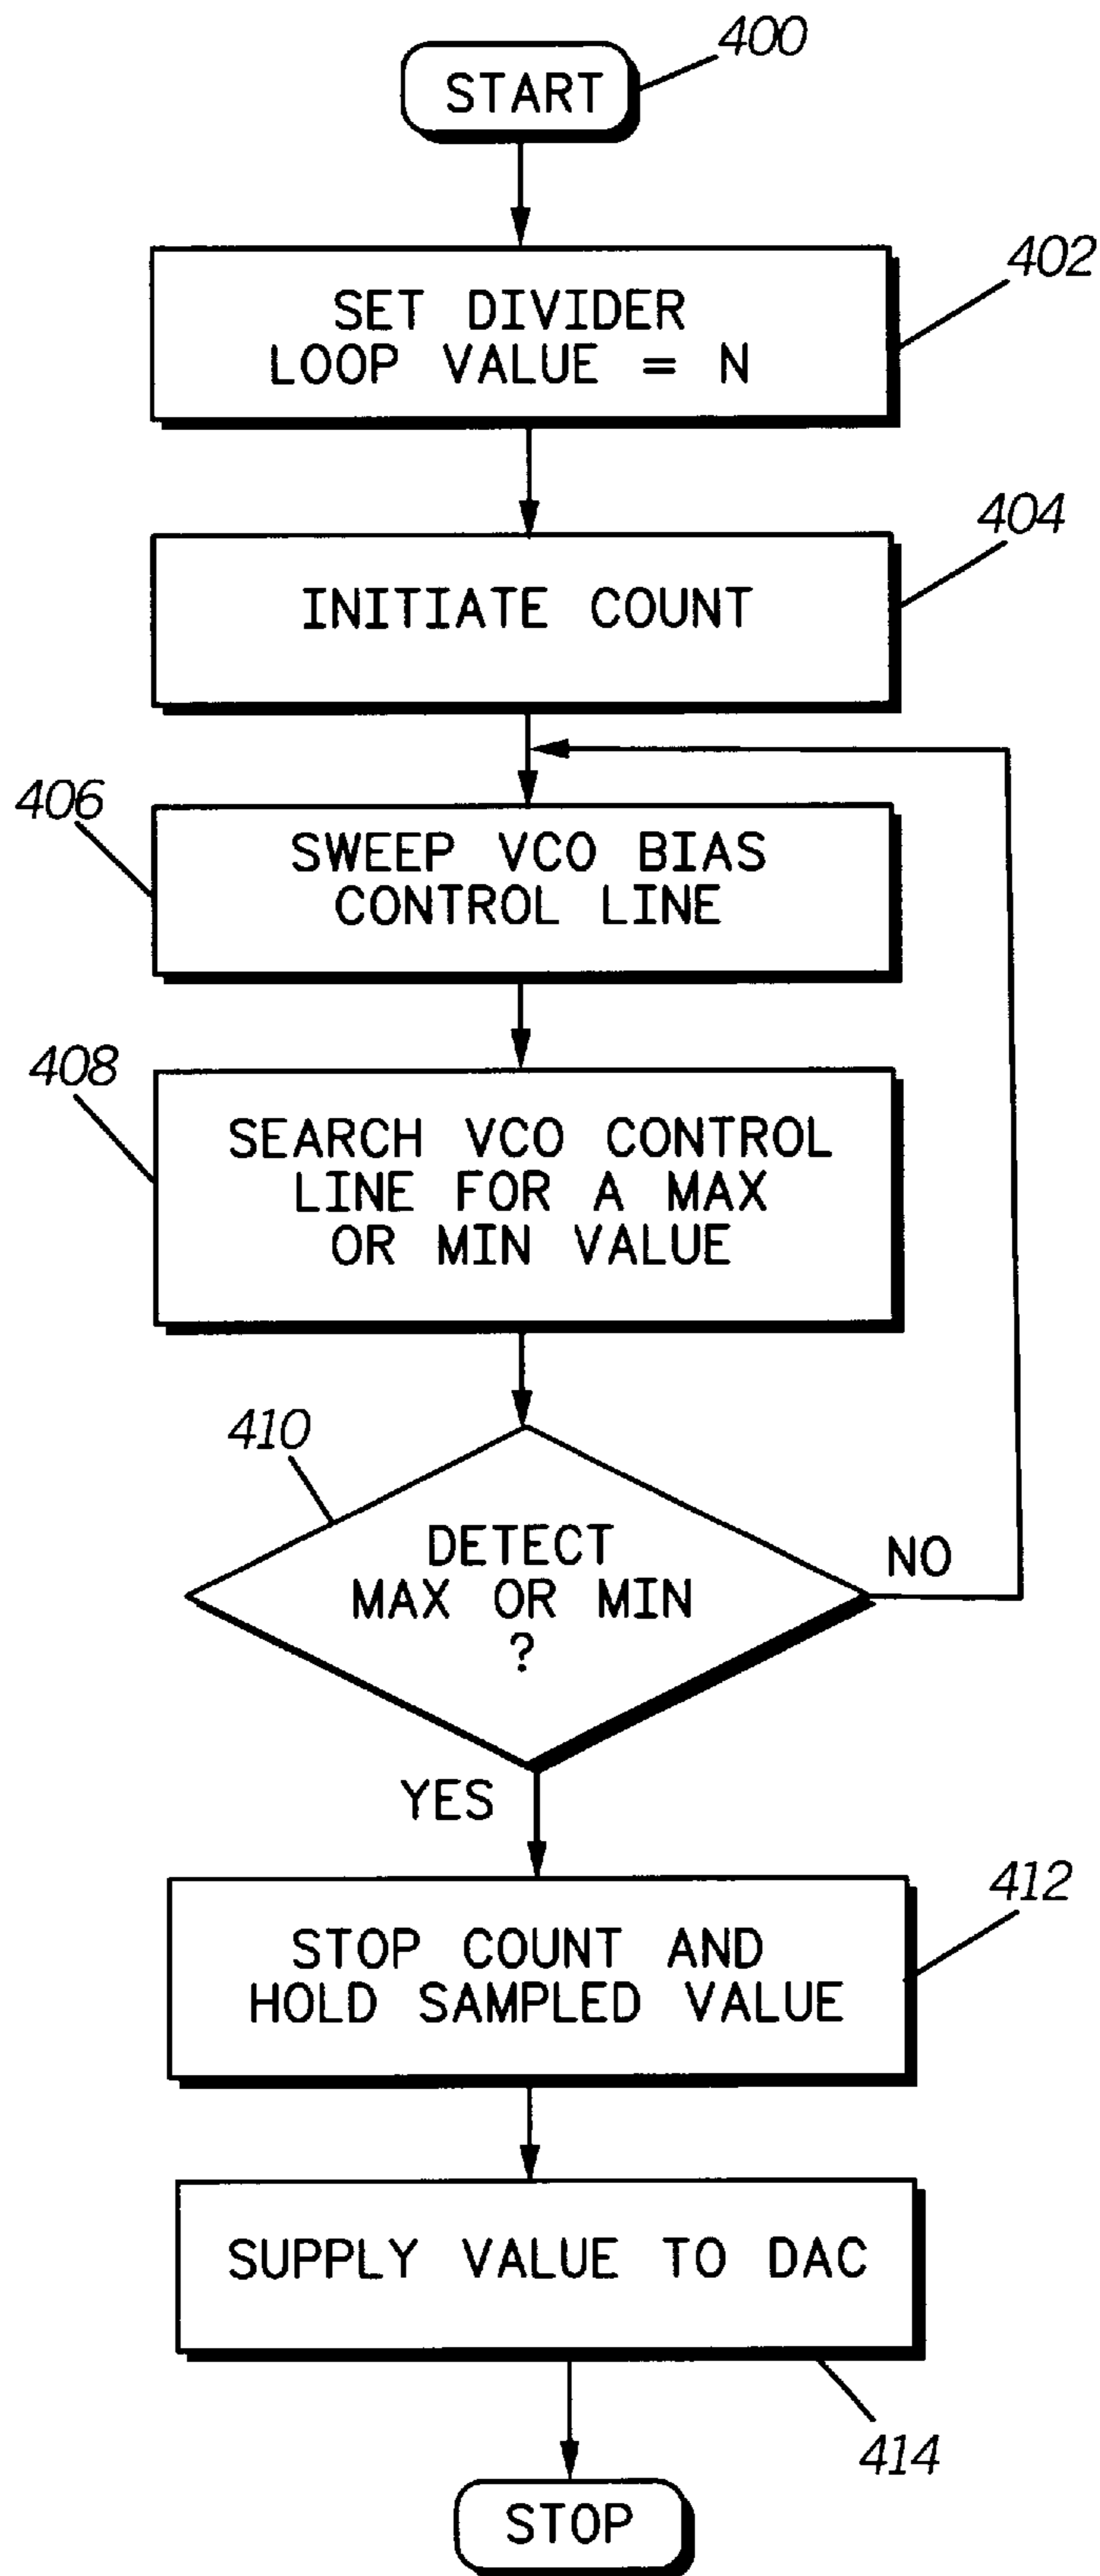 400
START
402
SET DIVIDER
LOOP VALUE = N
404
INITIATE COUNT
406
SWEEP VCO BIAS
CONTROL LINE
408
SEARCH VCO CONTROL
LINE FOR A MAX
OR MIN VALUE
410
DETECT
MAX OR MIN
?
NO
YES
412
STOP COUNT AND
HOLD SAMPLED VALUE
SUPPLY VALUE TO DAC
414
STOP